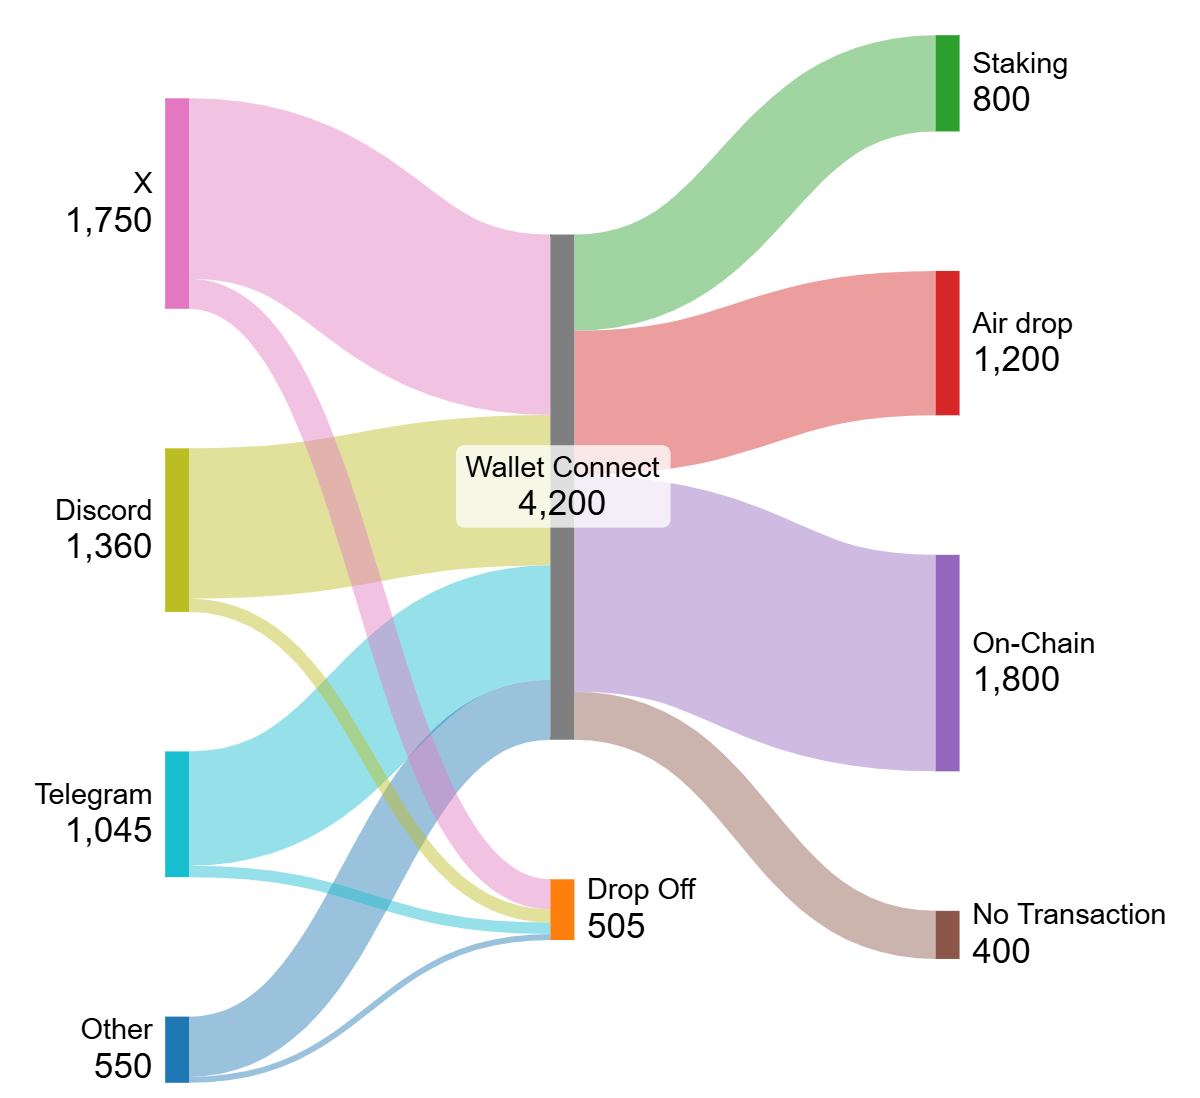 X
1,750
Discord
1,360
Telegram
1,045
Other
550
Wallet Connect
4,200
Drop Off
505
Staking
800
Air drop
1,200
On-Chain
1,800
No Transaction
400